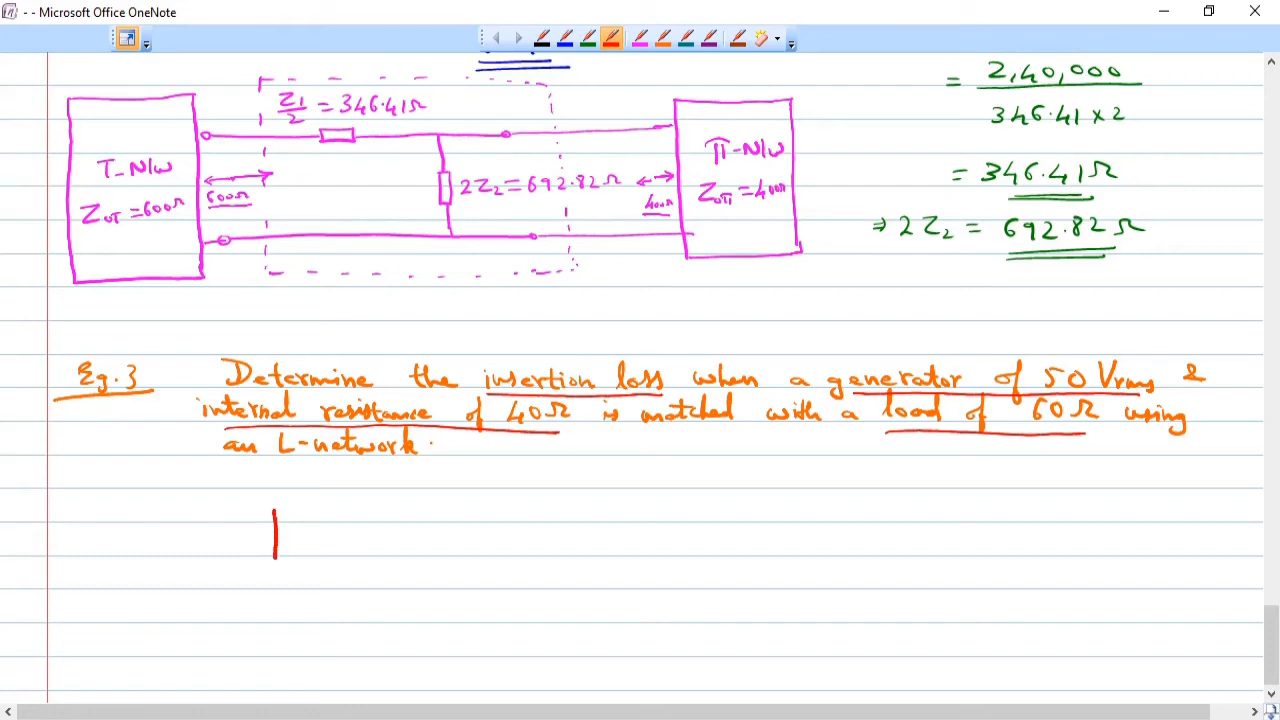 - - Microsoft Office OneNote
Z1/2 = 346.41Ω
T-N/W
Z0T = 600Ω
600Ω
2Z2 = 692.82Ω
400Ω
π-N/W
Z0π = 400Ω
= 2,40,000 / 346.41 × 2
= 346.41Ω
⇒ 2Z2 = 692.82Ω
Eg.3 Determine the insertion loss when a generator of 50 Vrms &
internal resistance of 40Ω is matched with a load of 60Ω using
an L-network.